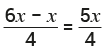 (6x − x)/4 = 5x/4